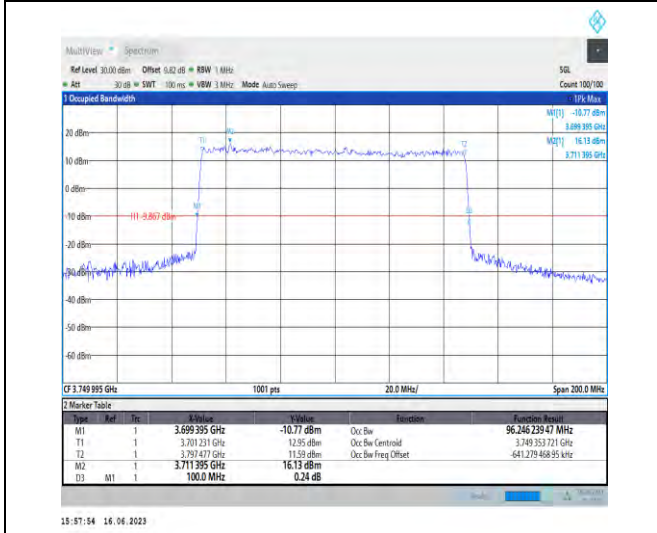 MultiView Spectrum
Ref Level 30.00 dBm Offset 9.82 dB RBW 1 MHz SGL
Att 30 dB SWT 100 ms VBW 3 MHz Mode Auto Sweep Count 100/100
1 Occupied Bandwidth 1Pk Max
M1[1] -10.77 dBm
3.699 395 GHz
M2[1] 16.13 dBm
3.711 395 GHz
20 dBm
T1 M2 T2
10 dBm
0 dBm
M1 D3
-10 dBm H1 -9.867 dBm
-20 dBm
-30 dBm
-40 dBm
-50 dBm
-60 dBm
CF 3.749 995 GHz 1001 pts 20.0 MHz/ Span 200.0 MHz
2 Marker Table
Type Ref Trc X-Value Y-Value Function Function Result
M1 1 3.699 395 GHz -10.77 dBm Occ Bw 96.246 239 47 MHz
T1 1 3.701 231 GHz 12.95 dBm Occ Bw Centroid 3.749 353 721 GHz
T2 1 3.797 477 GHz 11.59 dBm Occ Bw Freq Offset -641.279 468 95 kHz
M2 1 3.711 395 GHz 16.13 dBm
D3 M1 1 100.0 MHz 0.24 dB
15:57:54 16.06.2023